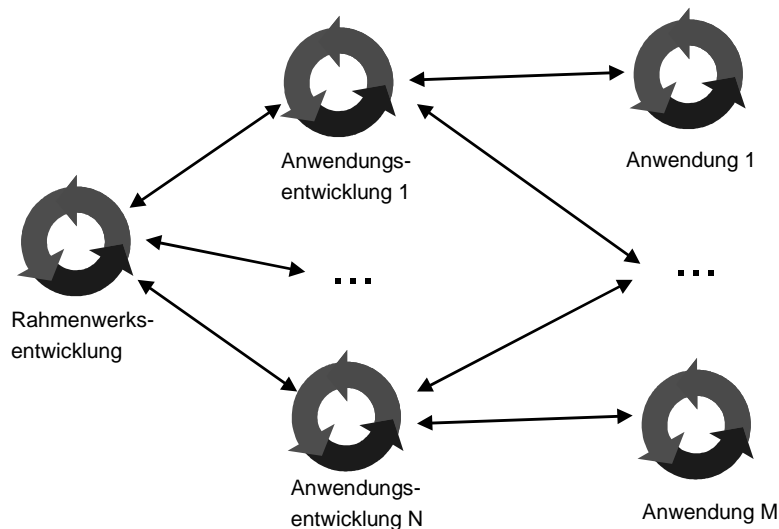 Anwendungs-
entwicklung 1
Anwendung 1
Rahmenwerks-
entwicklung
...
...
Anwendungs-
entwicklung N
Anwendung M